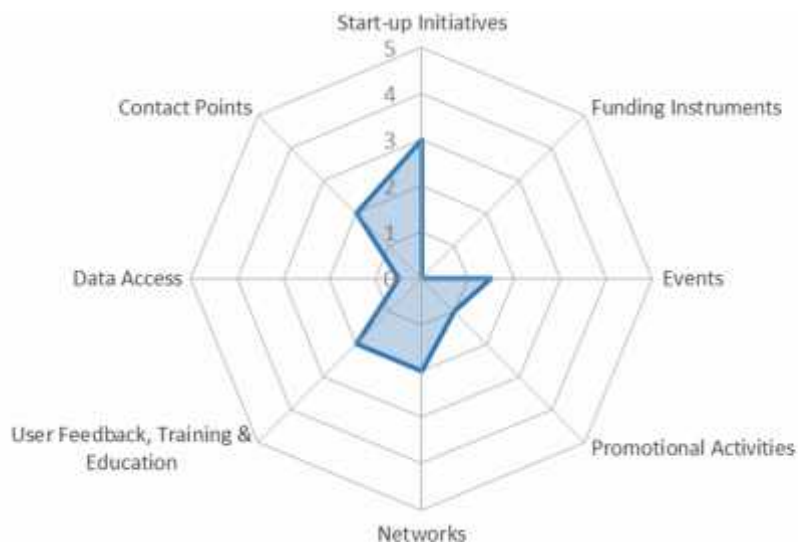 Start-up Initiatives
5
4
3
2
1
0
Funding Instruments
Contact Points
Data Access
Events
User Feedback, Training &
Education
Promotional Activities
Networks